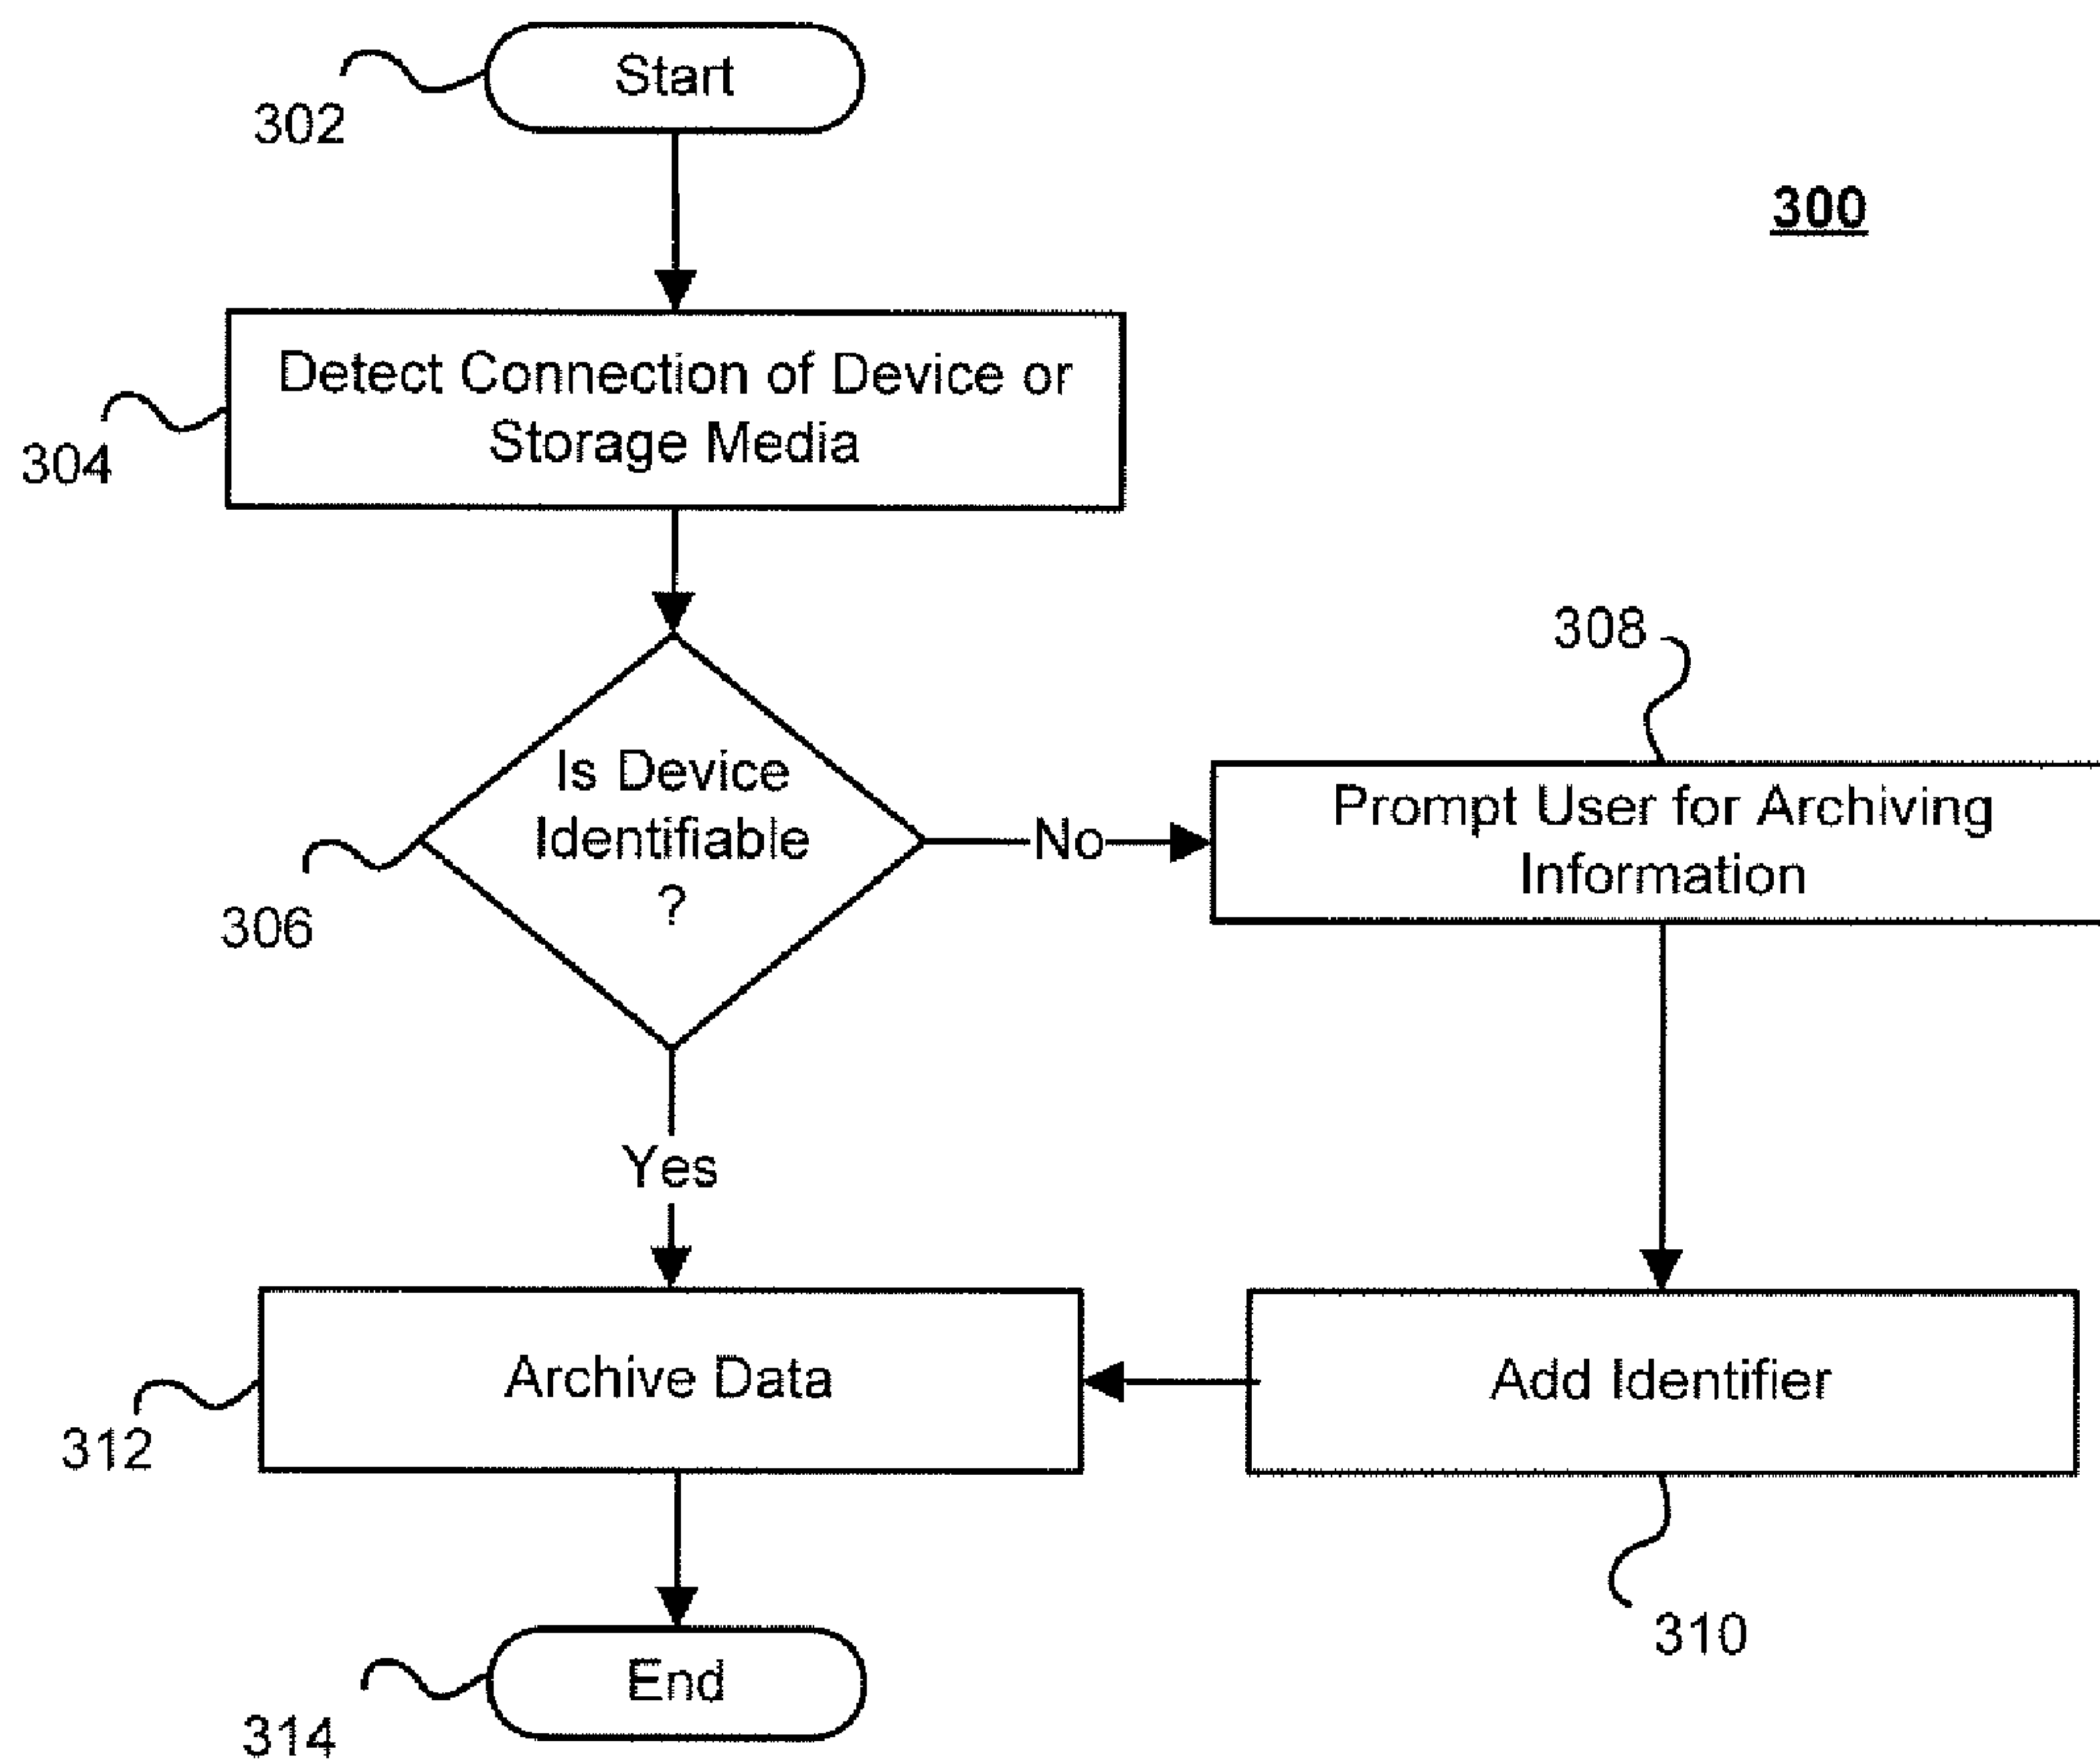 Start
302
300
Detect Connection of Device or
Storage Media
304
308
Is Device
Identifiable
?
306
No
Prompt User for Archiving
Information
Yes
Archive Data
312
Add Identifier
310
End
314